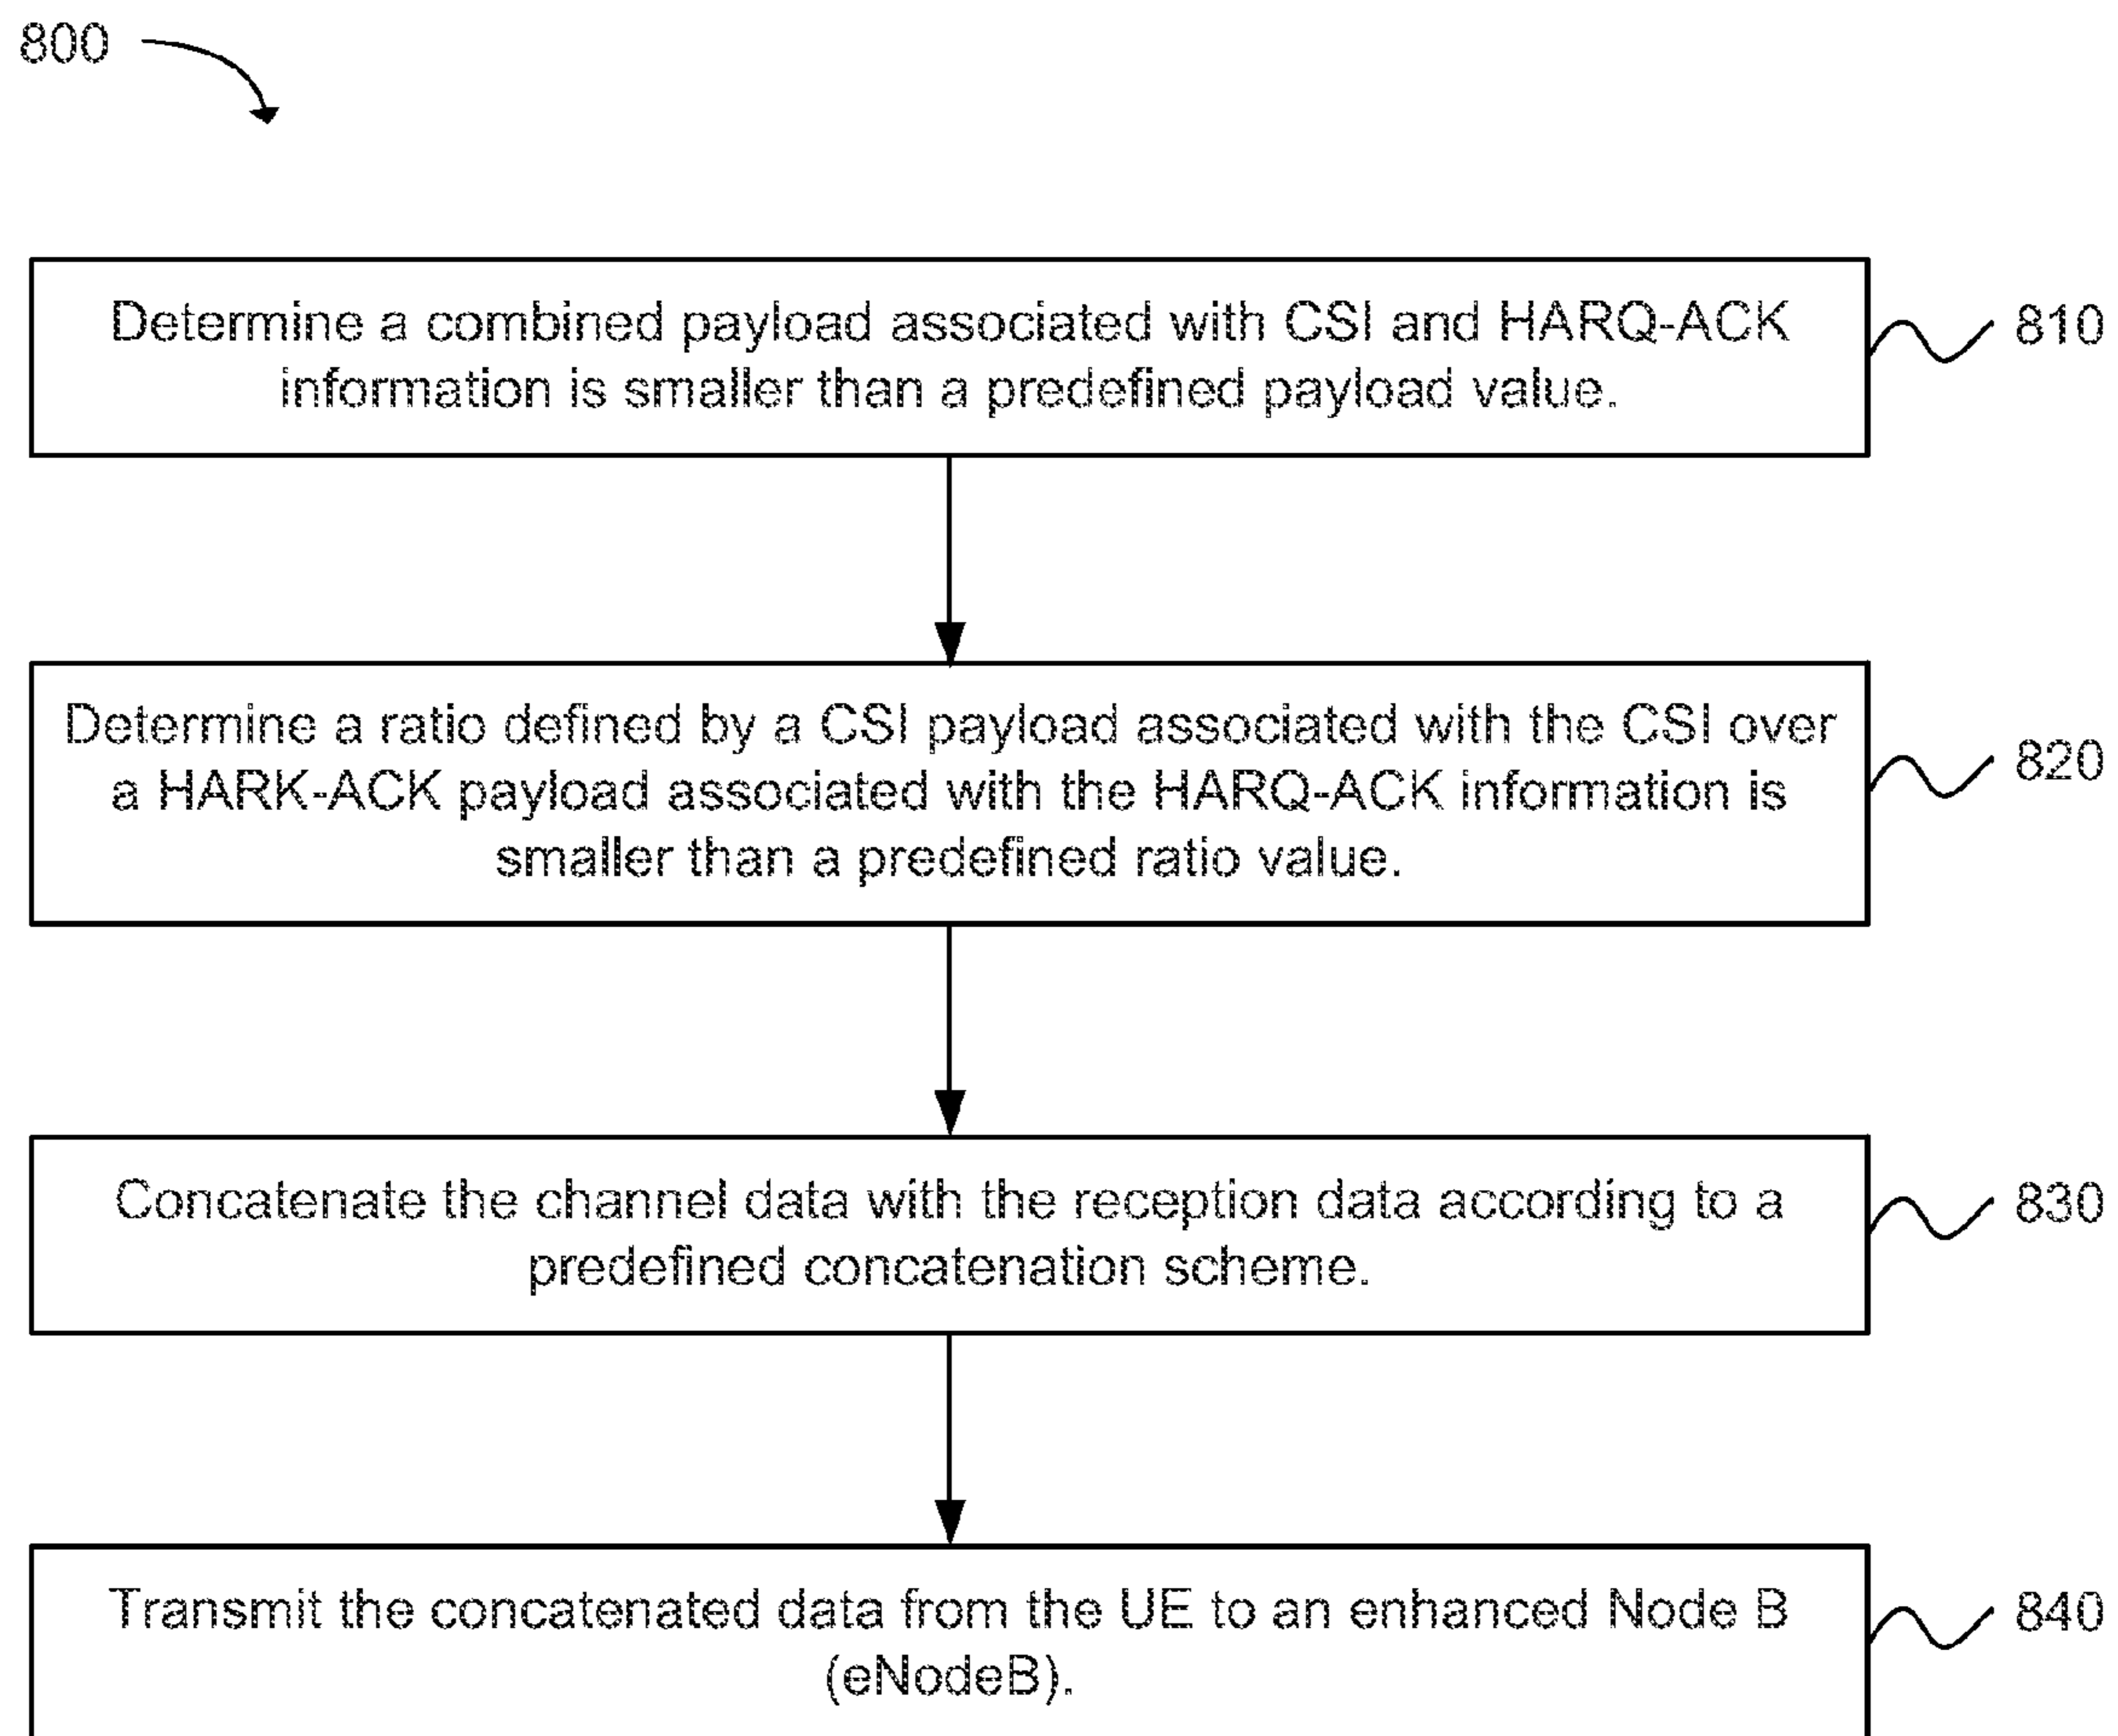 800
Determine a combined payload associated with CSI and HARQ-ACK
information is smaller than a predefined payload value.
810
Determine a ratio defined by a CSI payload associated with the CSI over
a HARK-ACK payload associated with the HARQ-ACK information is
smaller than a predefined ratio value.
820
Concatenate the channel data with the reception data according to a
predefined concatenation scheme.
830
Transmit the concatenated data from the UE to an enhanced Node B
(eNodeB).
840